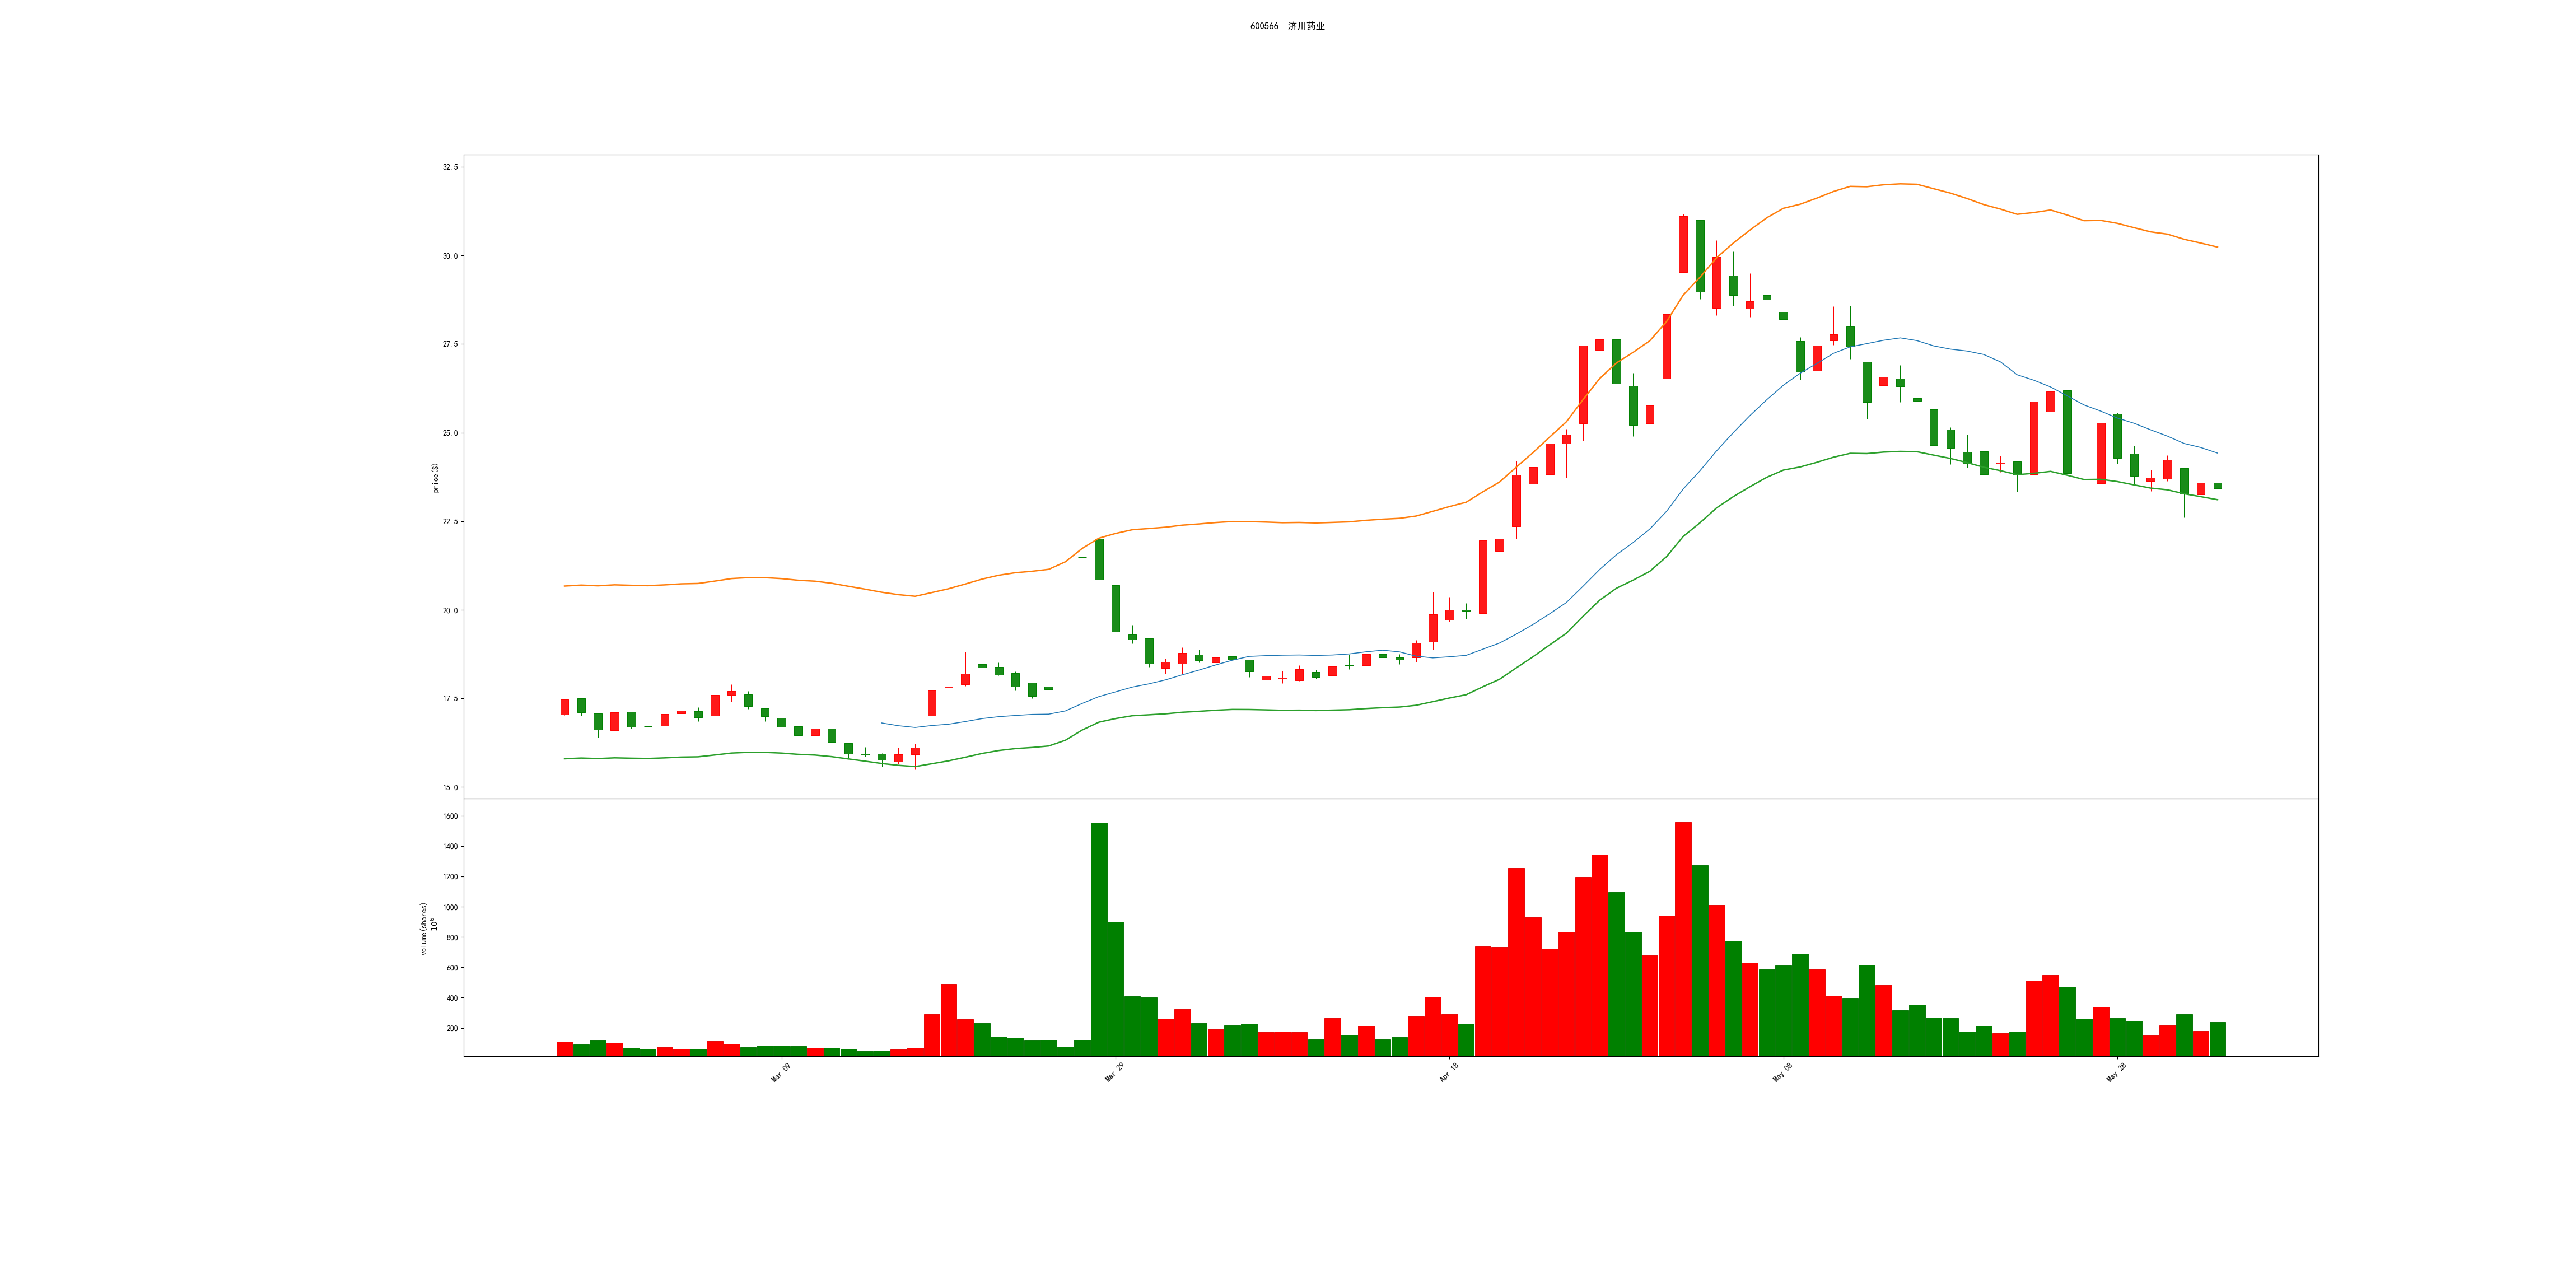 600566 济川药业
32.5
30.0
27.5
25.0
22.5
20.0
17.5
15.0
price($)
1600
1400
1200
1000
800
600
400
200
volume(shares)
10^6
Mar 09
Mar 29
Apr 18
May 08
May 28